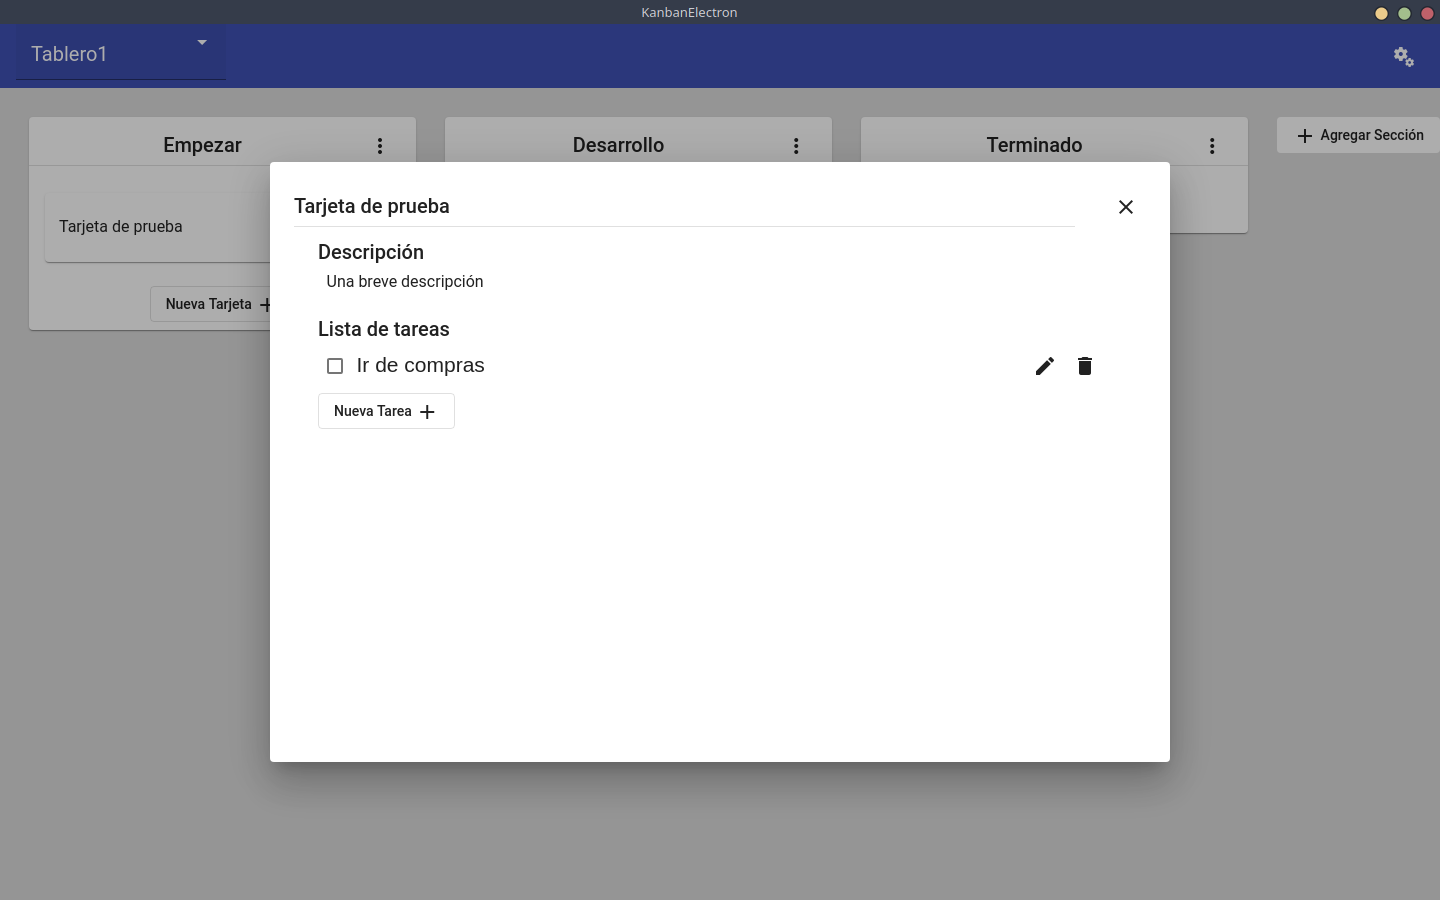 KanbanElectron
Tablero1
Empezar
Desarrollo
Terminado
Agregar Sección
Tarjeta de prueba
Nueva Tarjeta
Tarjeta de prueba
Descripción
Una breve descripción
Lista de tareas
Ir de compras
Nueva Tarea